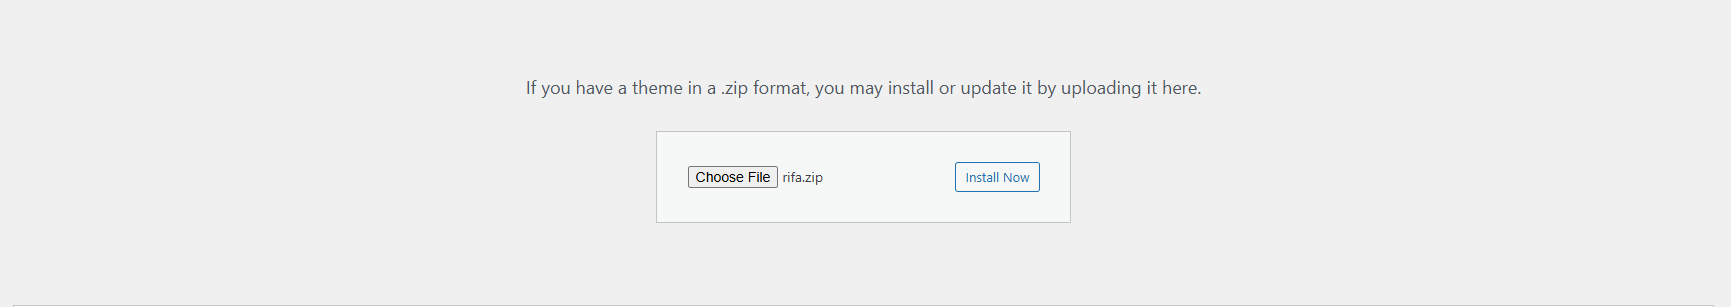 If you have a theme in a .zip format, you may install or update it by uploading it here.
Choose File rifa.zip Install Now